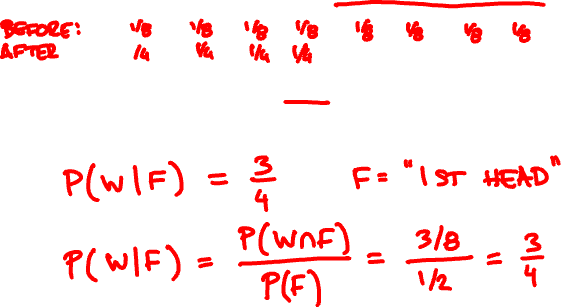 BEFORE: 1/8 1/8 1/8 1/8 1/8 1/8 1/8 1/8
AFTER /4 1/4 1/4 1/4
P(W|F) = 3/4 F = "1ST HEAD"
P(W|F) = P(W∩F)/P(F) = 3/8/1/2 = 3/4